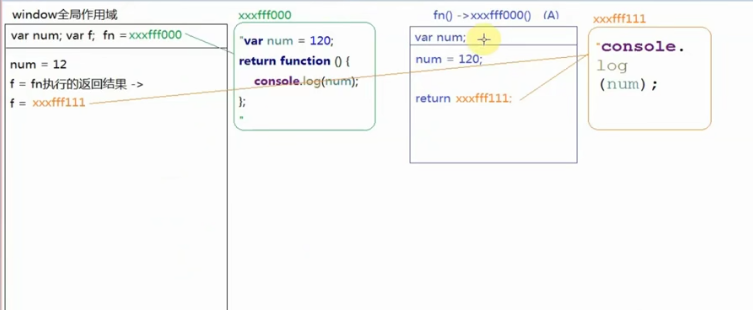 window全局作用域
var num; var f; fn = xxxfff000
num = 12
f = fn执行的返回结果 ->
f = xxxfff111
xxxfff000
"var num = 120;
return function () {
console.log(num);
};
"
fn() ->xxxfff000() (A)
var num;
num = 120;
return xxxfff111;
xxxfff111
"console.
log
(num);